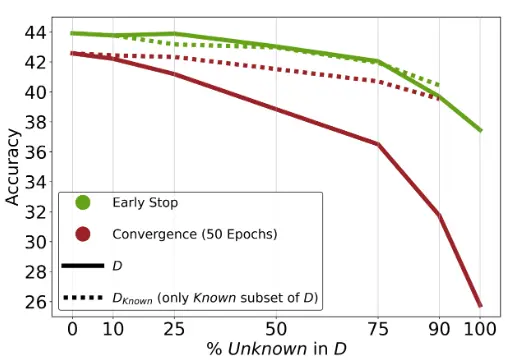 Accuracy
44
42
40
38
36
34
32
30
28
26
Early Stop
Convergence (50 Epochs)
D
D_Known (only Known subset of D)
0 10 25 50 75 90 100
% Unknown in D